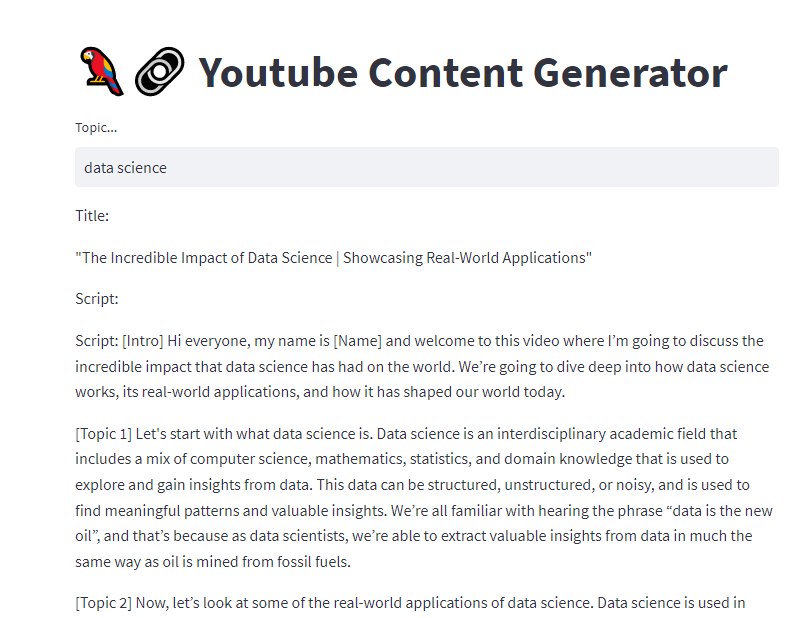 Youtube Content Generator
Topic...
data science
Title:
"The Incredible Impact of Data Science | Showcasing Real-World Applications"
Script:
Script: [Intro] Hi everyone, my name is [Name] and welcome to this video where I’m going to discuss the
incredible impact that data science has had on the world. We’re going to dive deep into how data science
works, its real-world applications, and how it has shaped our world today.
[Topic 1] Let's start with what data science is. Data science is an interdisciplinary academic field that
includes a mix of computer science, mathematics, statistics, and domain knowledge that is used to
explore and gain insights from data. This data can be structured, unstructured, or noisy, and is used to
find meaningful patterns and valuable insights. We’re all familiar with hearing the phrase “data is the new
oil”, and that’s because as data scientists, we’re able to extract valuable insights from data in much the
same way as oil is mined from fossil fuels.
[Topic 2] Now, let’s look at some of the real-world applications of data science. Data science is used in